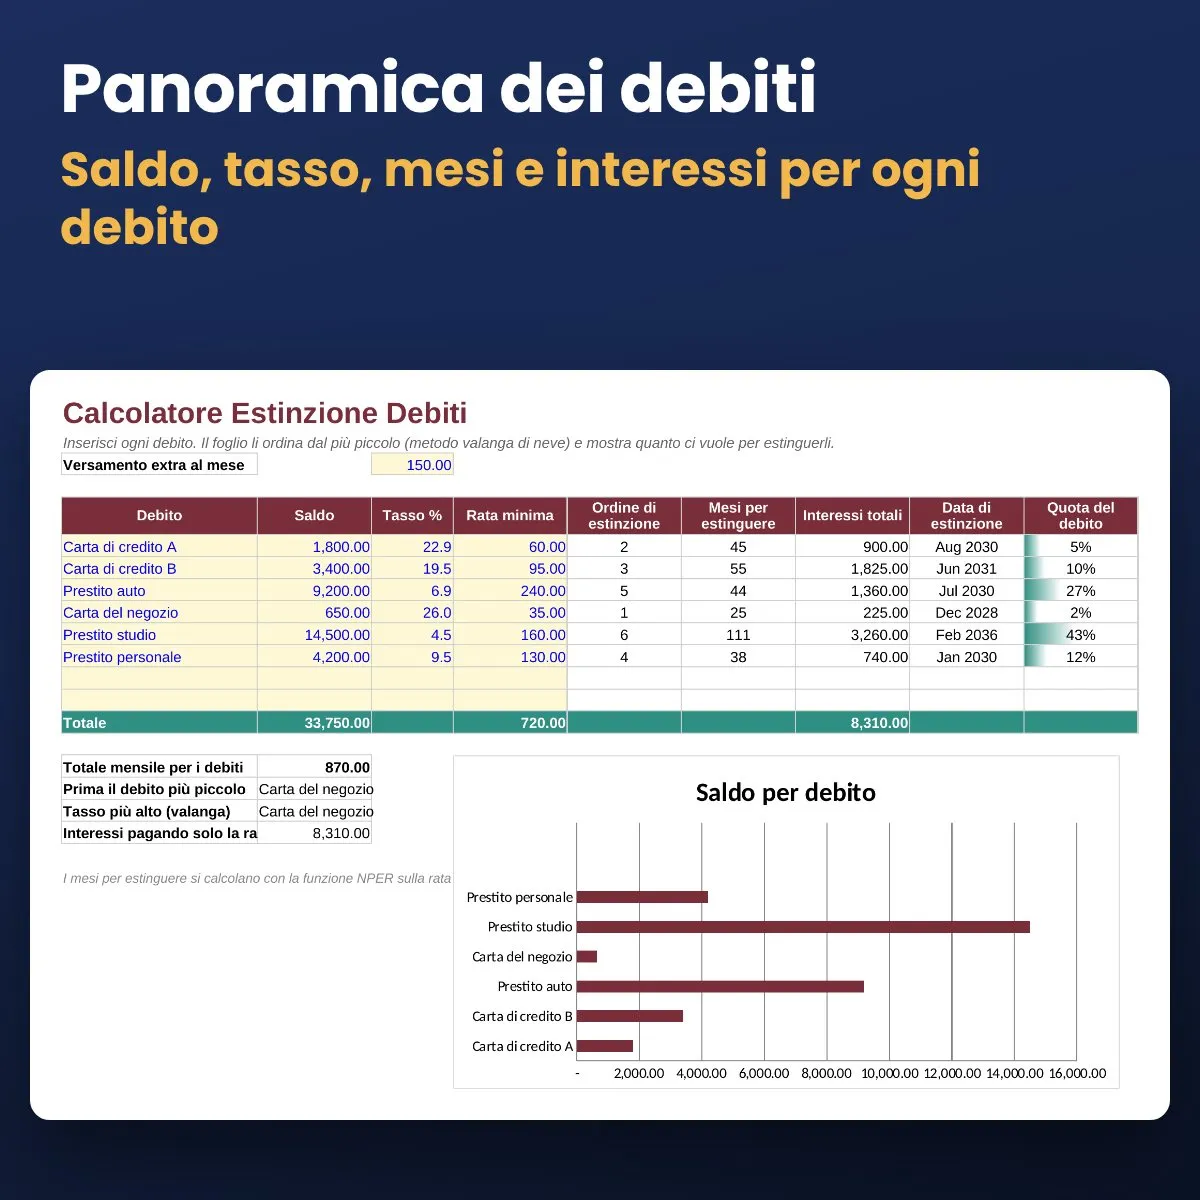 Panoramica dei debiti
Saldo, tasso, mesi e interessi per ogni
debito
Calcolatore Estinzione Debiti
Inserisci ogni debito. Il foglio li ordina dal più piccolo (metodo valanga di neve) e mostra quanto ci vuole per estinguerli.
Versamento extra al mese 150.00
Debito Saldo Tasso % Rata minima Ordine di estinzione Mesi per estinguere Interessi totali Data di estinzione Quota del debito
Carta di credito A 1,800.00 22.9 60.00 2 45 900.00 Aug 2030 5%
Carta di credito B 3,400.00 19.5 95.00 3 55 1,825.00 Jun 2031 10%
Prestito auto 9,200.00 6.9 240.00 5 44 1,360.00 Jul 2030 27%
Carta del negozio 650.00 26.0 35.00 1 25 225.00 Dec 2028 2%
Prestito studio 14,500.00 4.5 160.00 6 111 3,260.00 Feb 2036 43%
Prestito personale 4,200.00 9.5 130.00 4 38 740.00 Jan 2030 12%
Totale 33,750.00 720.00 8,310.00
Totale mensile per i debiti 870.00
Prima il debito più piccolo Carta del negozio
Tasso più alto (valanga) Carta del negozio
Interessi pagando solo la ra 8,310.00
I mesi per estinguere si calcolano con la funzione NPER sulla rata
Saldo per debito
Prestito personale
Prestito studio
Carta del negozio
Prestito auto
Carta di credito B
Carta di credito A
- 2,000.00 4,000.00 6,000.00 8,000.00 10,000.00 12,000.00 14,000.00 16,000.00